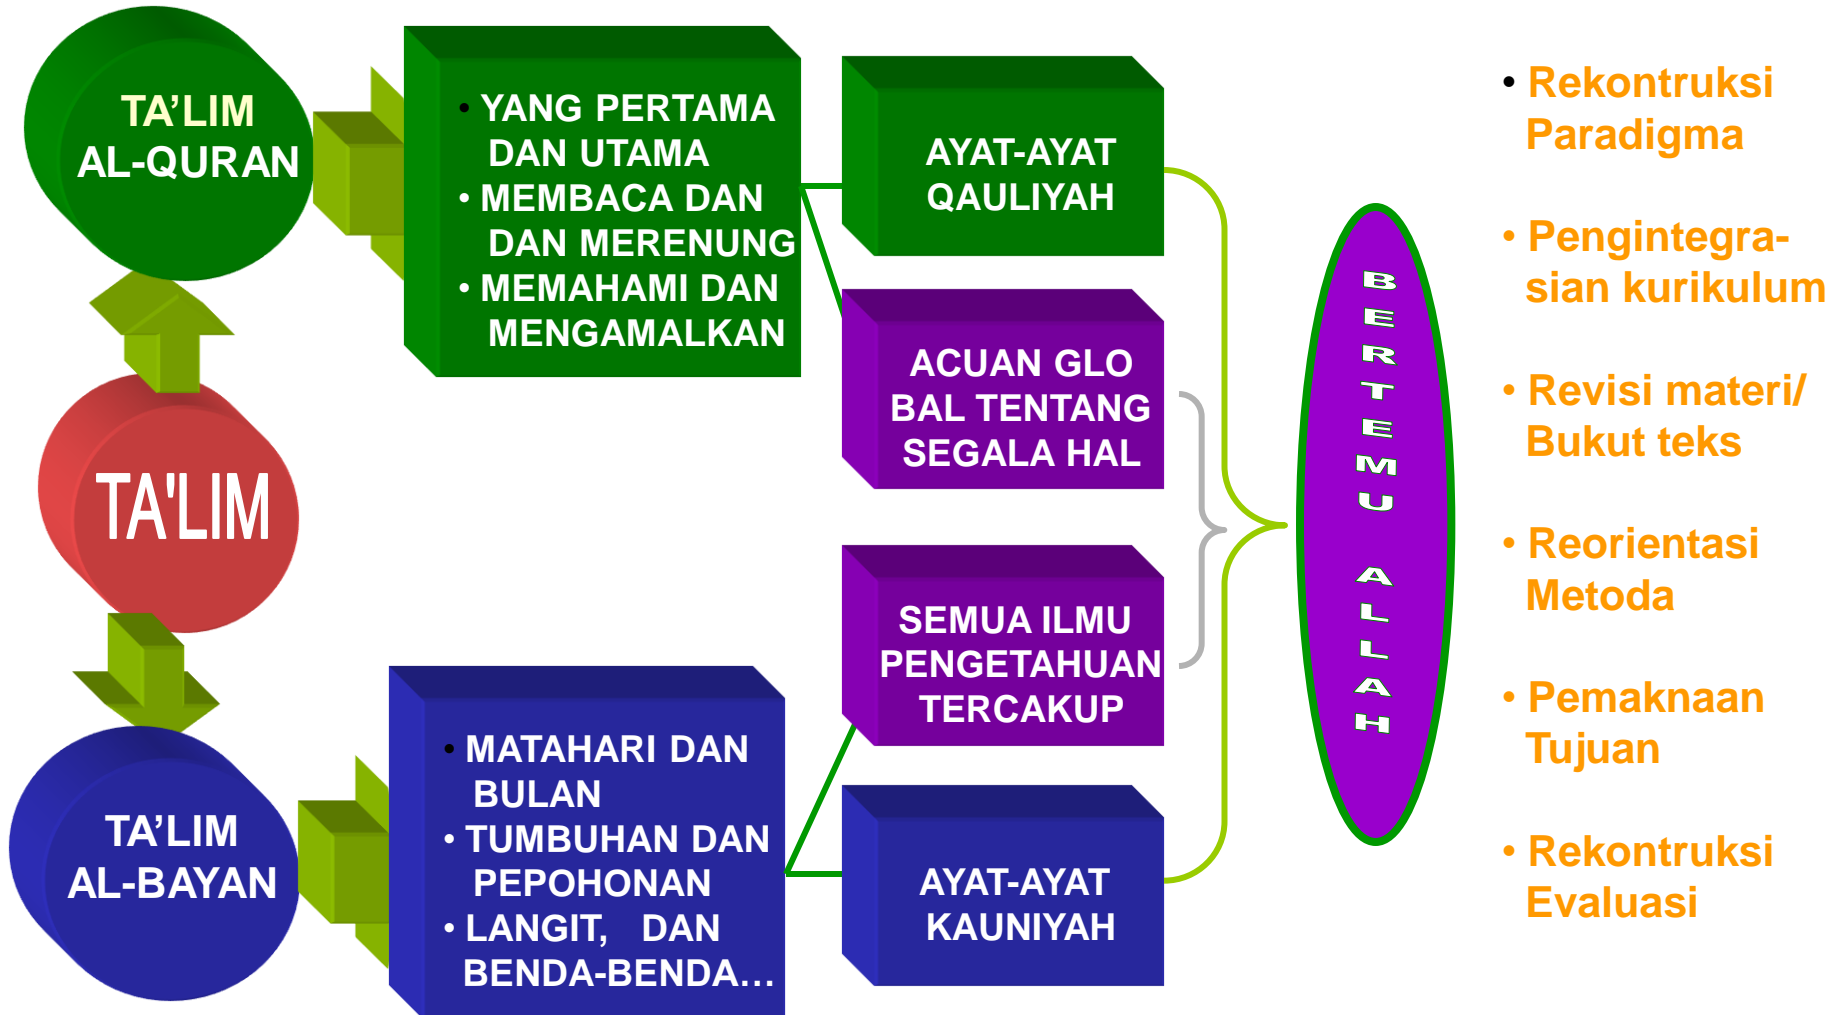 TA’LIM
AL-QURAN
• YANG PERTAMA
DAN UTAMA
• MEMBACA DAN
DAN MERENUNG
• MEMAHAMI DAN
MENGAMALKAN
AYAT-AYAT
QAULIYAH
ACUAN GLO
BAL TENTANG
SEGALA HAL
TA'LIM
TA’LIM
AL-BAYAN
• MATAHARI DAN
BULAN
• TUMBUHAN DAN
PEPOHONAN
• LANGIT, DAN
BENDA-BENDA…
SEMUA ILMU
PENGETAHUAN
TERCAKUP
AYAT-AYAT
KAUNIYAH
BERTEMU ALLAH
• Rekontruksi
Paradigma
• Pengintegra-
sian kurikulum
• Revisi materi/
Bukut teks
• Reorientasi
Metoda
• Pemaknaan
Tujuan
• Rekontruksi
Evaluasi